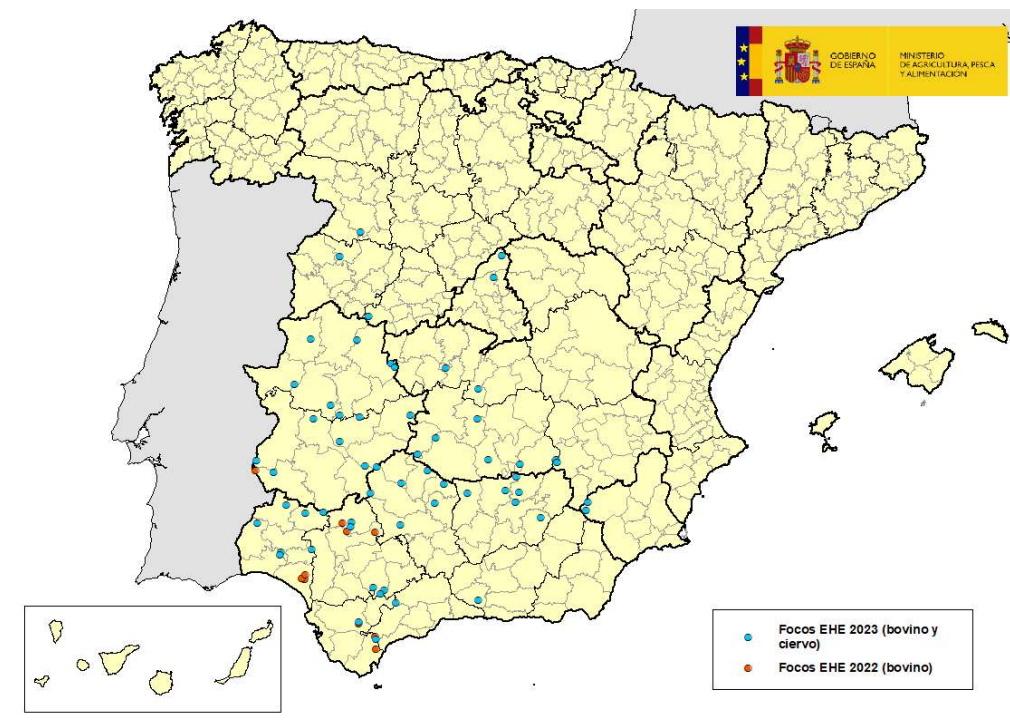 GOBIERNO
DE ESPAÑA
MINISTERIO
DE AGRICULTURA, PESCA
Y ALIMENTACIÓN
Focos EHE 2023 (bovino y
ciervo)
Focos EHE 2022 (bovino)